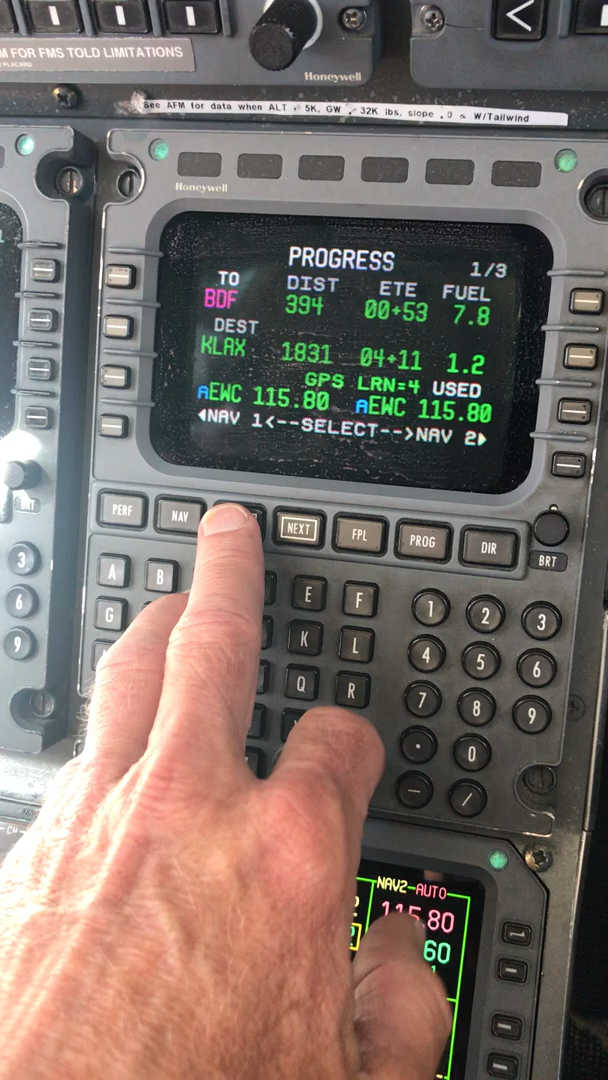 M FOR FMS TOLD LIMITATIONS
PLACARD
Honeywell
See AFM for data when ALT > 5K, GW > 32K lbs, slope > 0 & W/Tailwind
Honeywell
PROGRESS 1/3
TO DIST ETE FUEL
BDF 394 00+53 7.8
DEST
KLAX 1831 04+11 1.2
GPS LRN=4 USED
AEWC 115.80 AEWC 115.80
◀NAV 1<--SELECT-->NAV 2▶
PERF NAV NEXT FPL PROG DIR
BRT
BRT
A B E F 1 2 3
G K L 4 5 6
Q R 7 8 9
. 0
- /
3
6
9
NAV2-AUTO
115.80
60